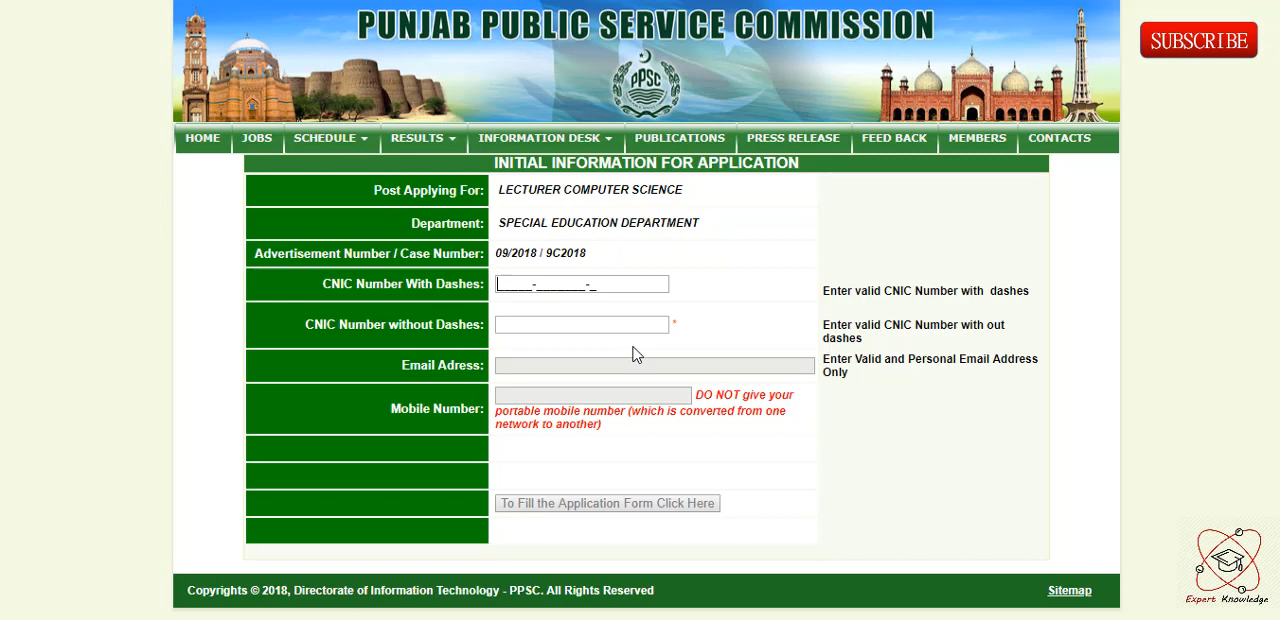 PUNJAB PUBLIC SERVICE COMMISSION
SUBSCRIBE
PPSC
HOME JOBS SCHEDULE RESULTS INFORMATION DESK PUBLICATIONS PRESS RELEASE FEED BACK MEMBERS CONTACTS
INITIAL INFORMATION FOR APPLICATION
Post Applying For: LECTURER COMPUTER SCIENCE
Department: SPECIAL EDUCATION DEPARTMENT
Advertisement Number / Case Number: 09/2018 / 9C2018
CNIC Number With Dashes: _____-_______-_ Enter valid CNIC Number with dashes
CNIC Number without Dashes: * Enter valid CNIC Number with out
dashes
Email Adress: Enter Valid and Personal Email Address
Only
Mobile Number: DO NOT give your
portable mobile number (which is converted from one
network to another)
To Fill the Application Form Click Here
Copyrights © 2018, Directorate of Information Technology - PPSC. All Rights Reserved Sitemap
Expert Knowledge